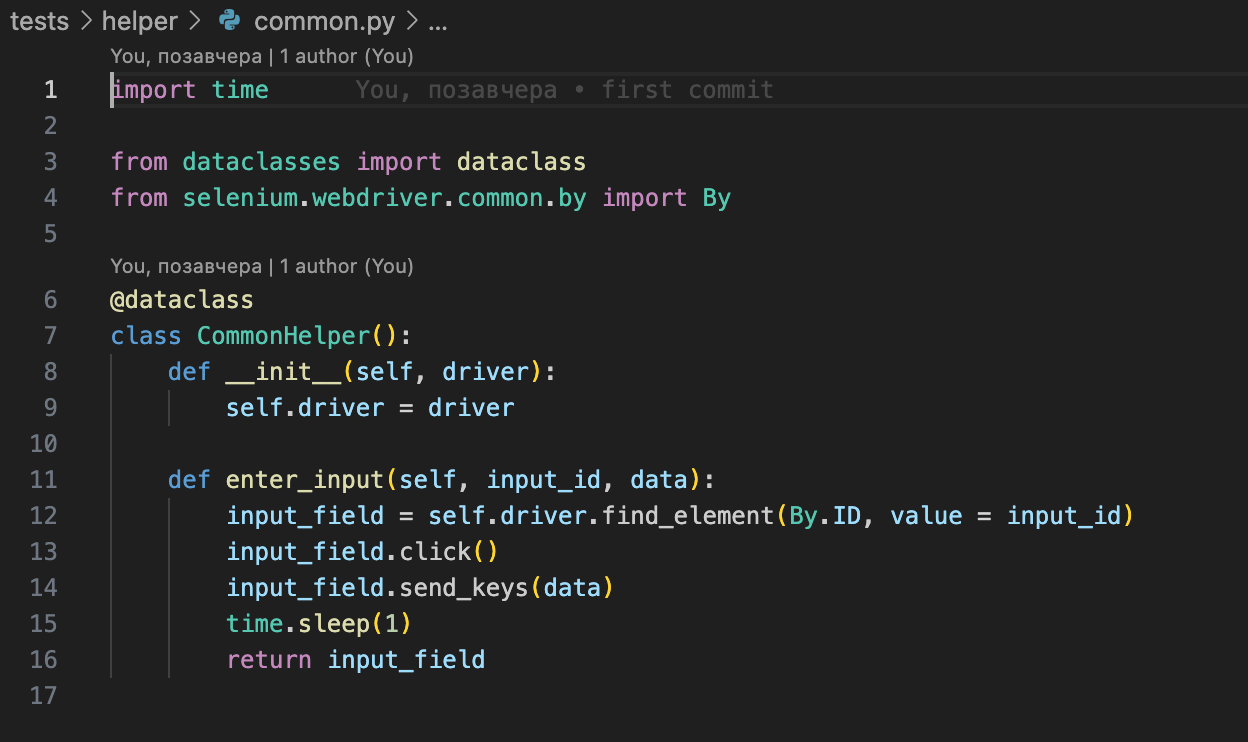 tests > helper > common.py > ...
You, позавчера | 1 author (You)
1 import time You, позавчера • first commit
2
3 from dataclasses import dataclass
4 from selenium.webdriver.common.by import By
5
You, позавчера | 1 author (You)
6 @dataclass
7 class CommonHelper():
8     def __init__(self, driver):
9         self.driver = driver
10
11     def enter_input(self, input_id, data):
12         input_field = self.driver.find_element(By.ID, value = input_id)
13         input_field.click()
14         input_field.send_keys(data)
15         time.sleep(1)
16         return input_field
17